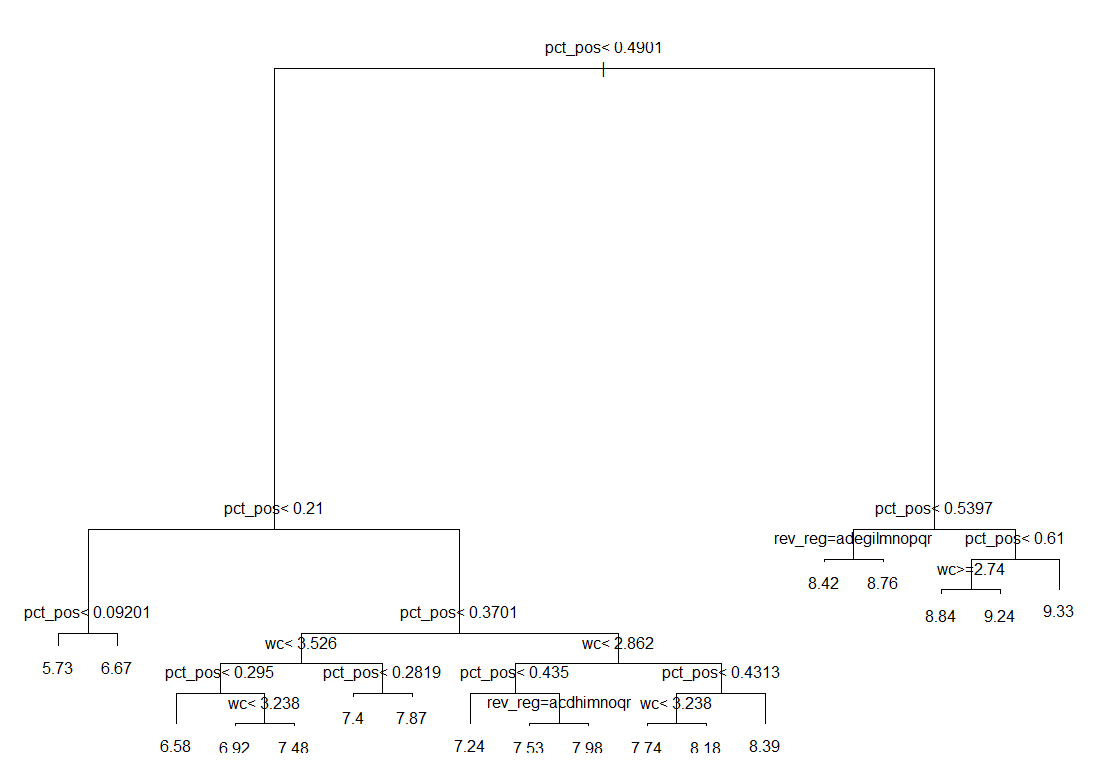 pct_pos< 0.4901
pct_pos< 0.21
pct_pos< 0.5397
rev_reg=adegilmnopqr
pct_pos< 0.61
wc>=2.74
8.42
8.76
8.84
9.24
9.33
pct_pos< 0.09201
pct_pos< 0.3701
wc< 3.526
wc< 2.862
5.73
6.67
pct_pos< 0.295
pct_pos< 0.2819
pct_pos< 0.435
pct_pos< 0.4313
wc< 3.238
7.4
7.87
rev_reg=acdhimnoqr
wc< 3.238
6.58
6.92
7.48
7.24
7.53
7.98
7.74
8.18
8.39